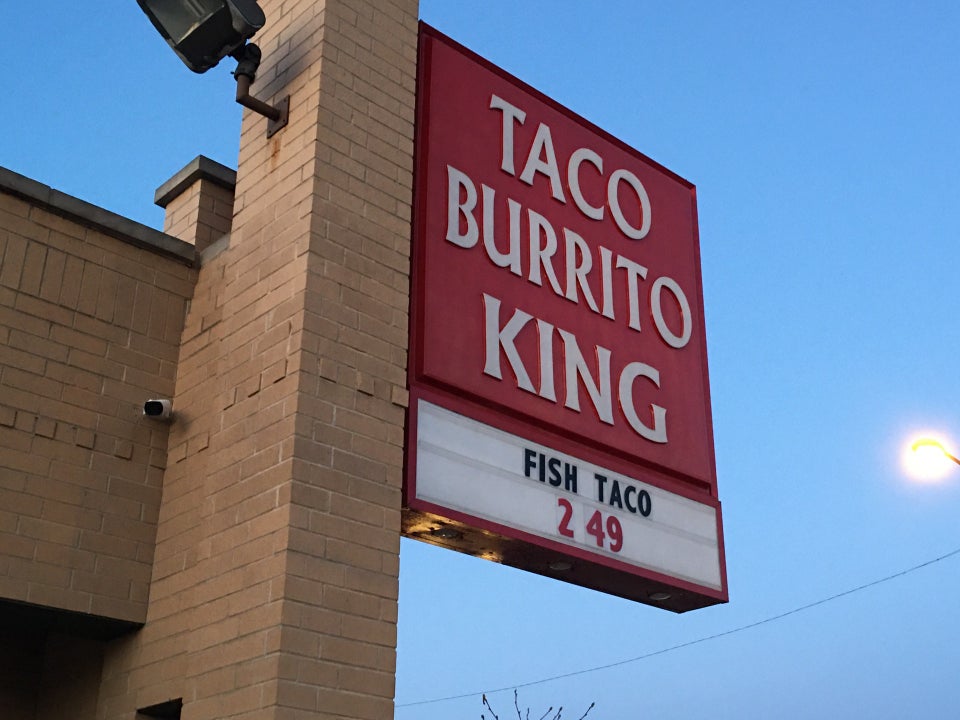 TACO
BURRITO
KING
FISH TACO
2 49